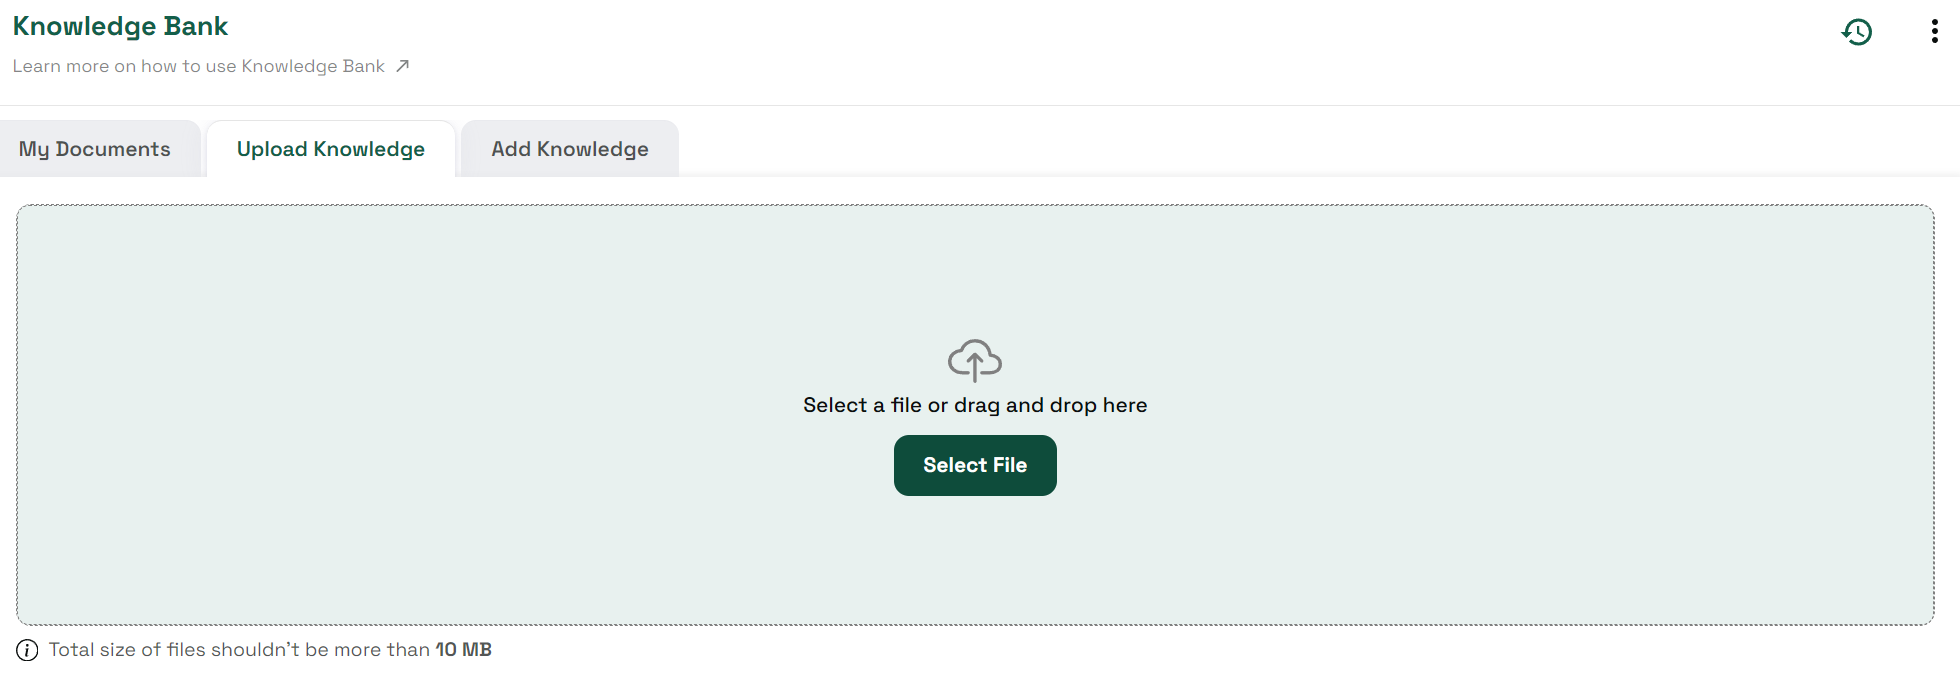 Knowledge Bank
Learn more on how to use Knowledge Bank
My Documents
Upload Knowledge
Add Knowledge
Select a file or drag and drop here
Select File
Total size of files shouldn't be more than 10 MB